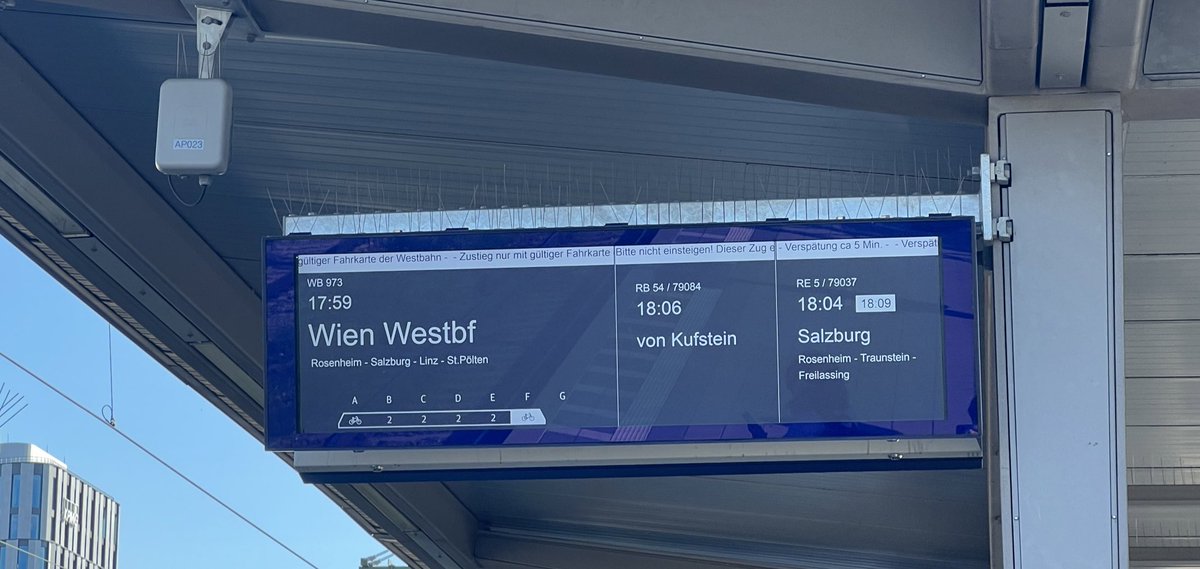 AP023
gültiger Fahrkarte der Westbahn - - Zustieg nur mit gültiger Fahrkarte
WB 973
17:59
Wien Westbf
Rosenheim - Salzburg - Linz - St.Pölten
A B C D E F G
2 2 2 2
Bitte nicht einsteigen! Dieser Zug e
RB 54 / 79084
18:06
von Kufstein
- Verspätung ca 5 Min. - - Verspät
RE 5 / 79037
18:04 18:09
Salzburg
Rosenheim - Traunstein -
Freilassing